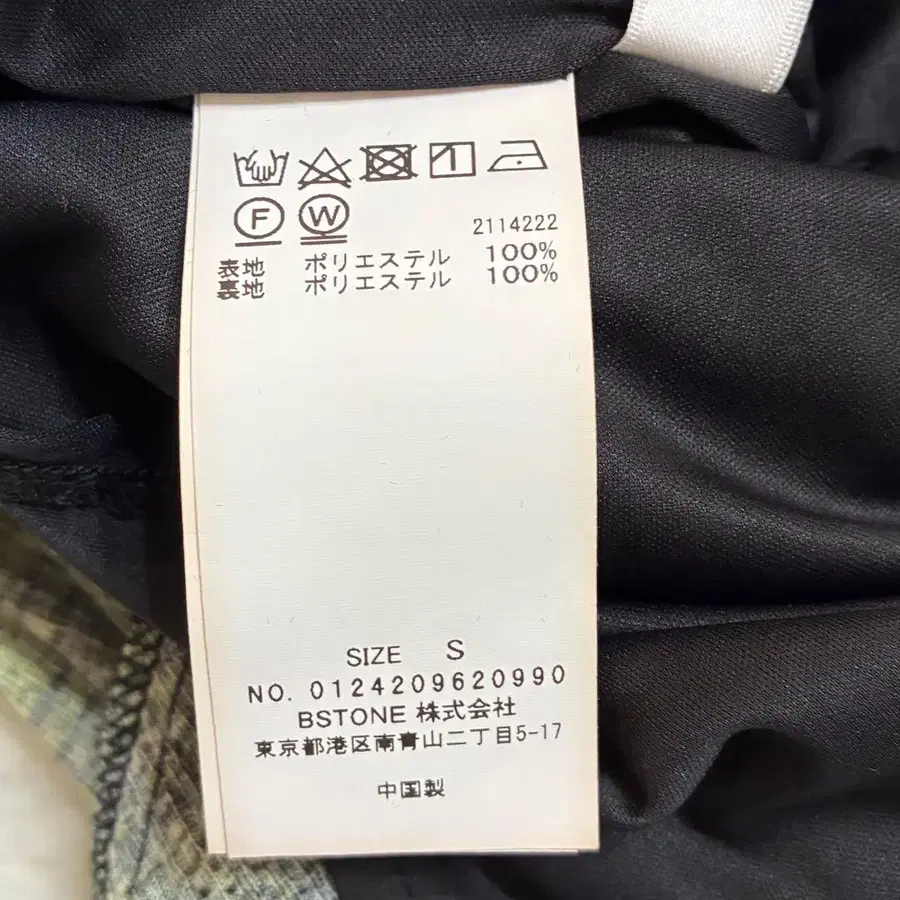 F W
2114222
表地 ポリエステル 100%
裏地 ポリエステル 100%
SIZE S
NO. 0124209620990
BSTONE 株式会社
東京都港区南青山二丁目5-17
中国製